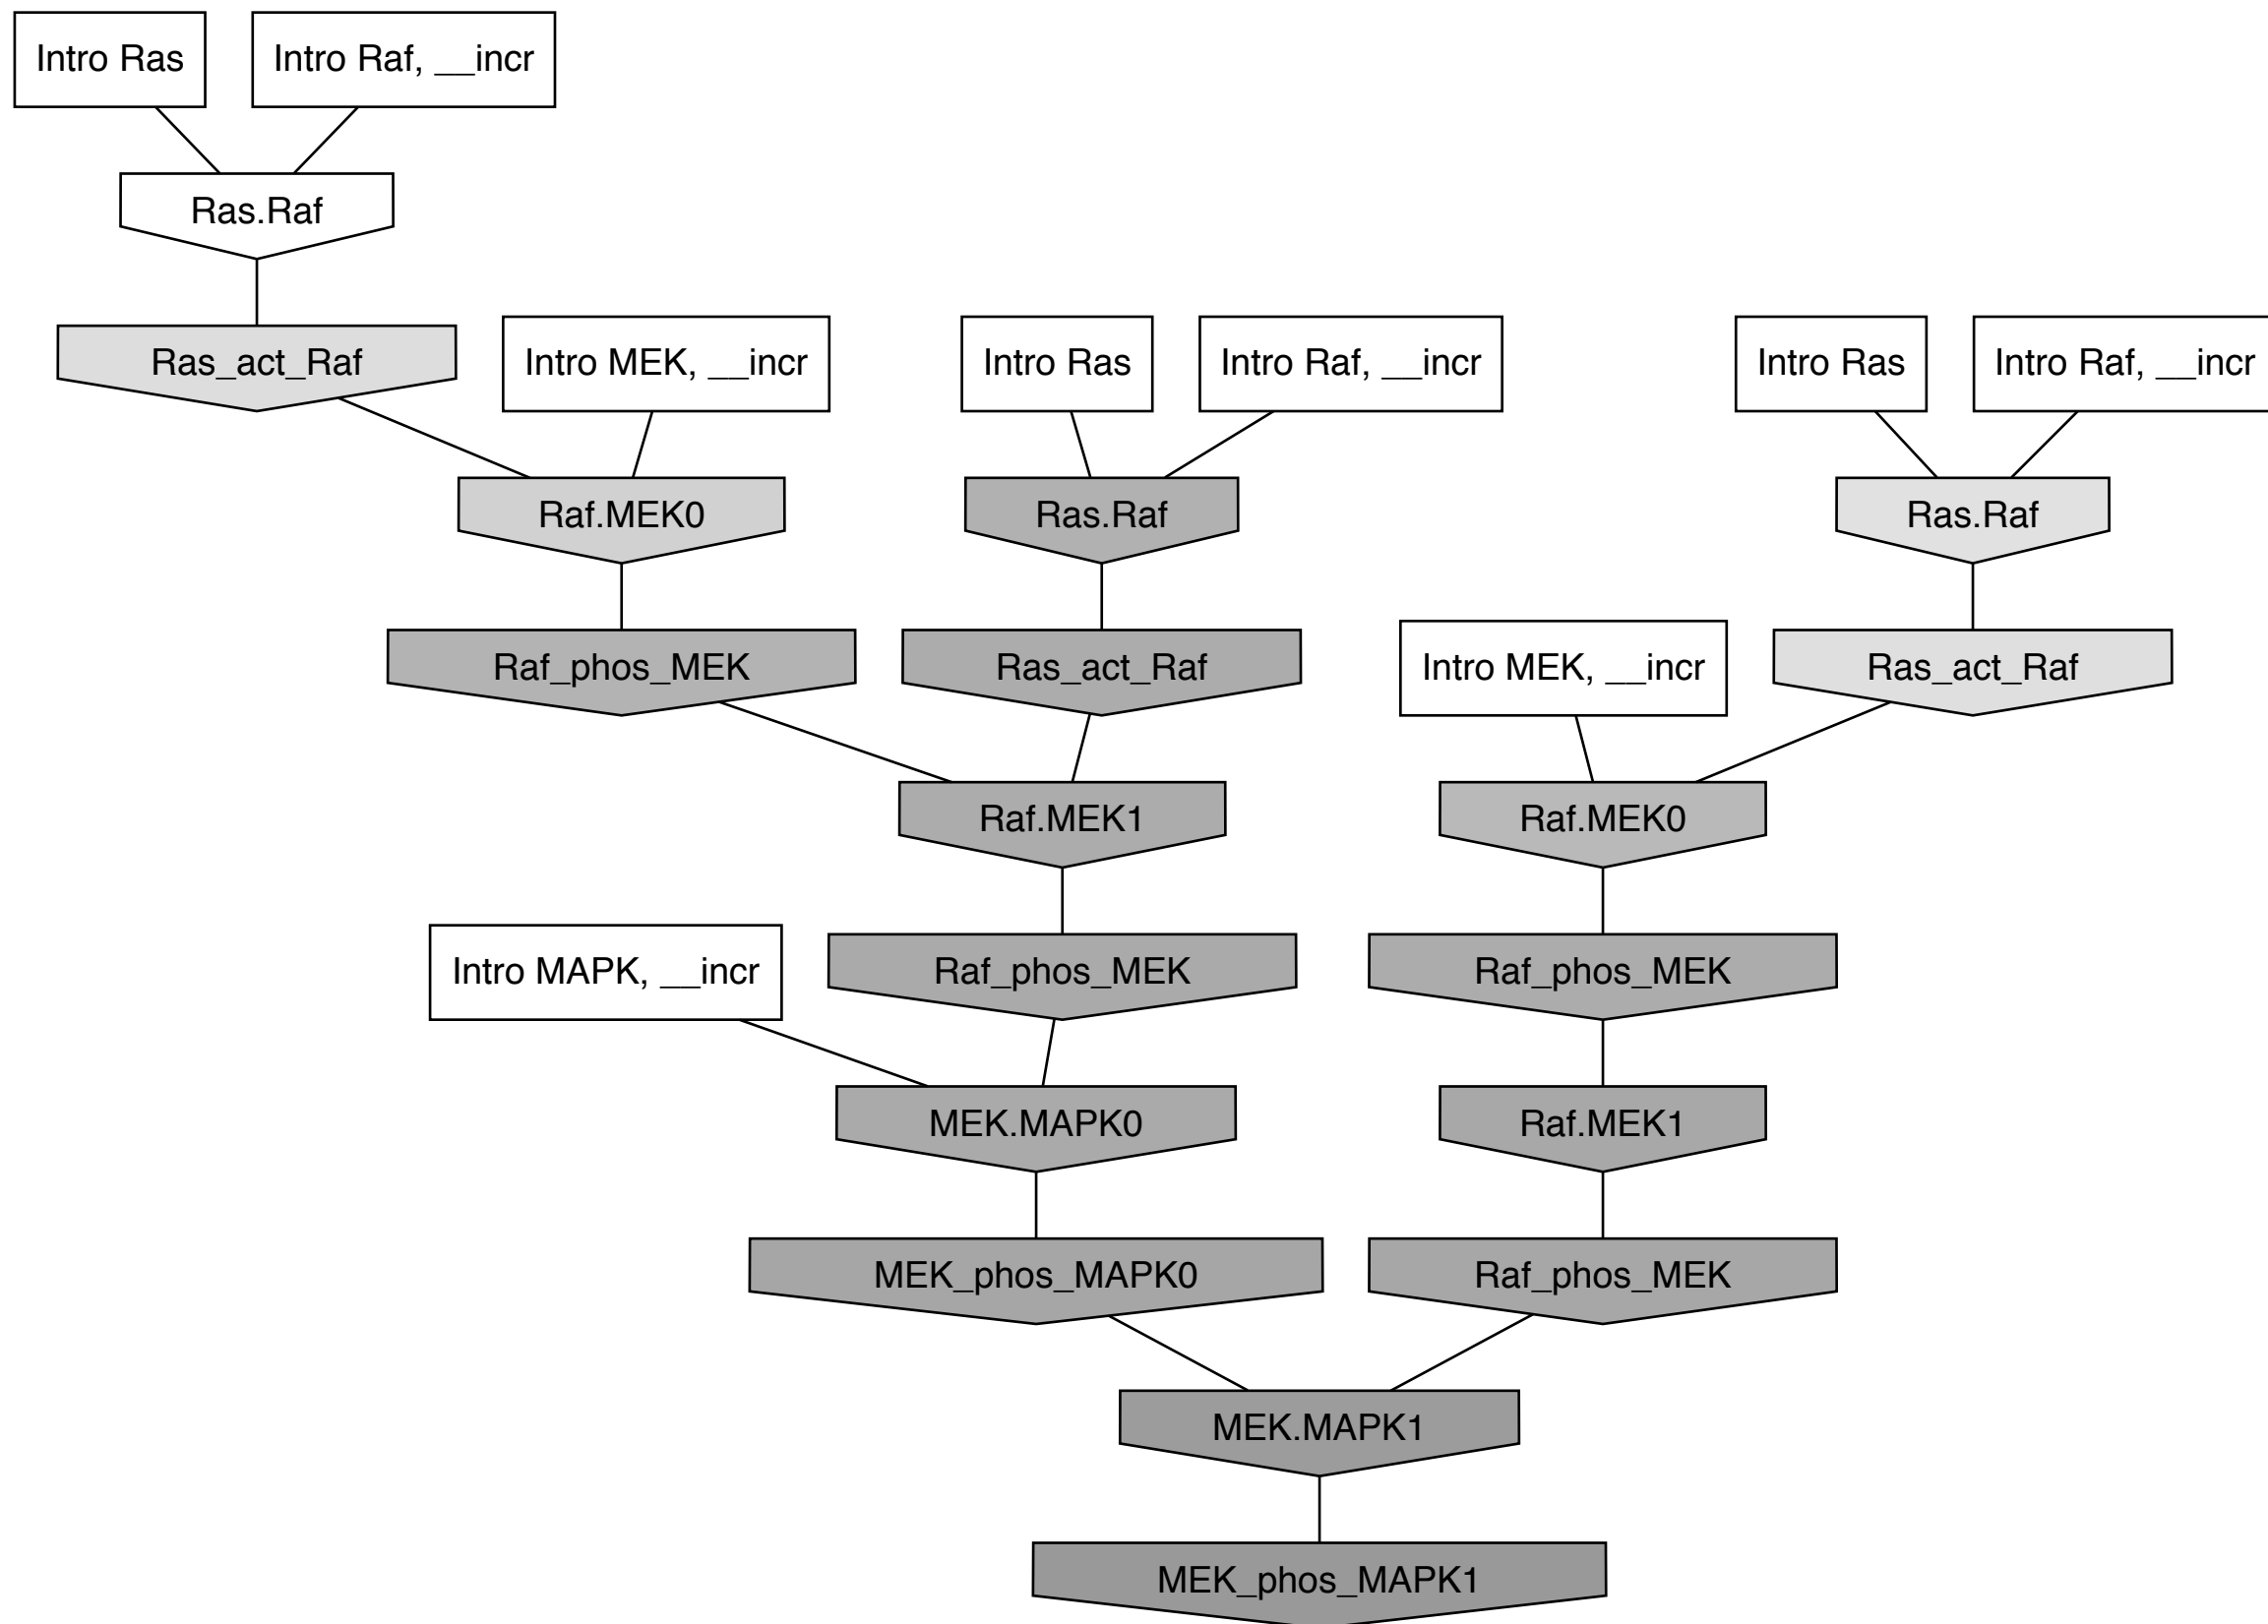 Intro Ras
Intro Raf, __incr
Ras.Raf
Ras_act_Raf
Intro MEK, __incr
Intro Ras
Intro Raf, __incr
Intro Ras
Intro Raf, __incr
Raf.MEK0
Ras.Raf
Ras.Raf
Raf_phos_MEK
Ras_act_Raf
Intro MEK, __incr
Ras_act_Raf
Raf.MEK1
Raf.MEK0
Intro MAPK, __incr
Raf_phos_MEK
Raf_phos_MEK
MEK.MAPK0
Raf.MEK1
MEK_phos_MAPK0
Raf_phos_MEK
MEK.MAPK1
MEK_phos_MAPK1